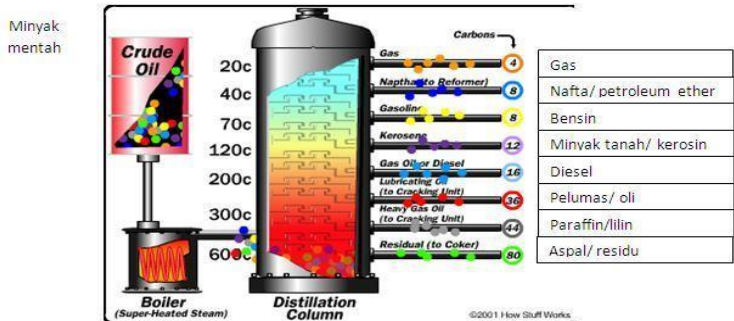 Minyak
mentah
Crude
Oil
Carbons
20c
40c
70c
120c
200c
300c
600c
Gas
4
Gas
Naptha (to Reformer)
8
Nafta/ petroleum ether
Gasoline
8
Bensin
Kerosene
12
Minyak tanah/ kerosin
Gas Oil or Diesel
16
Diesel
Lubricating Oil
(to Cracking Unit)
36
Pelumas/ oli
Heavy Gas Oil
(to Cracking Unit)
44
Paraffin/lilin
Residual (to Coker)
80
Aspal/ residu
Boiler
(Super-Heated Steam)
Distillation
Column
©2001 How Stuff Works